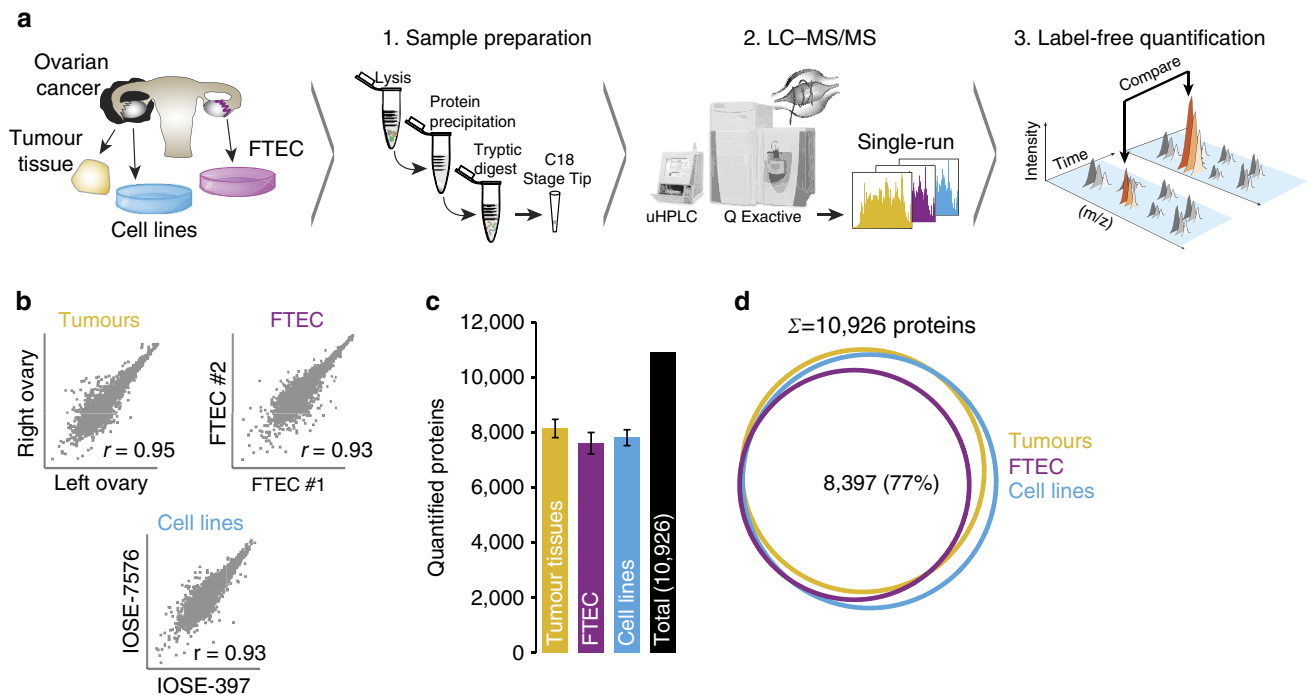 a
1. Sample preparation
2. LC–MS/MS
3. Label-free quantification
Ovarian
cancer
Tumour
tissue
FTEC
Cell lines
Lysis
Protein
precipitation
Tryptic
digest
C18
Stage Tip
uHPLC
Q Exactive
Single-run
Compare
Intensity
Time
(m/z)
b
Tumours
Right ovary
r = 0.95
Left ovary
FTEC
FTEC #2
r = 0.93
FTEC #1
Cell lines
IOSE-7576
r = 0.93
IOSE-397
c
Quantified proteins
12,000
10,000
8,000
6,000
4,000
2,000
0
Tumour tissues
FTEC
Cell lines
Total (10,926)
d
Σ=10,926 proteins
8,397 (77%)
Tumours
FTEC
Cell lines